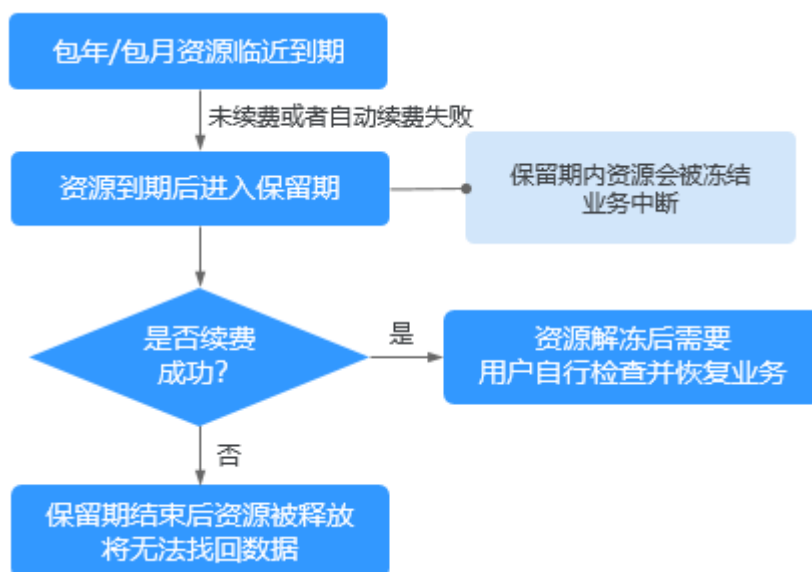 包年/包月资源临近到期
未续费或者自动续费失败
资源到期后进入保留期
保留期内资源会被冻结
业务中断
是否续费
成功？
是
资源解冻后需要
用户自行检查并恢复业务
否
保留期结束后资源被释放
将无法找回数据